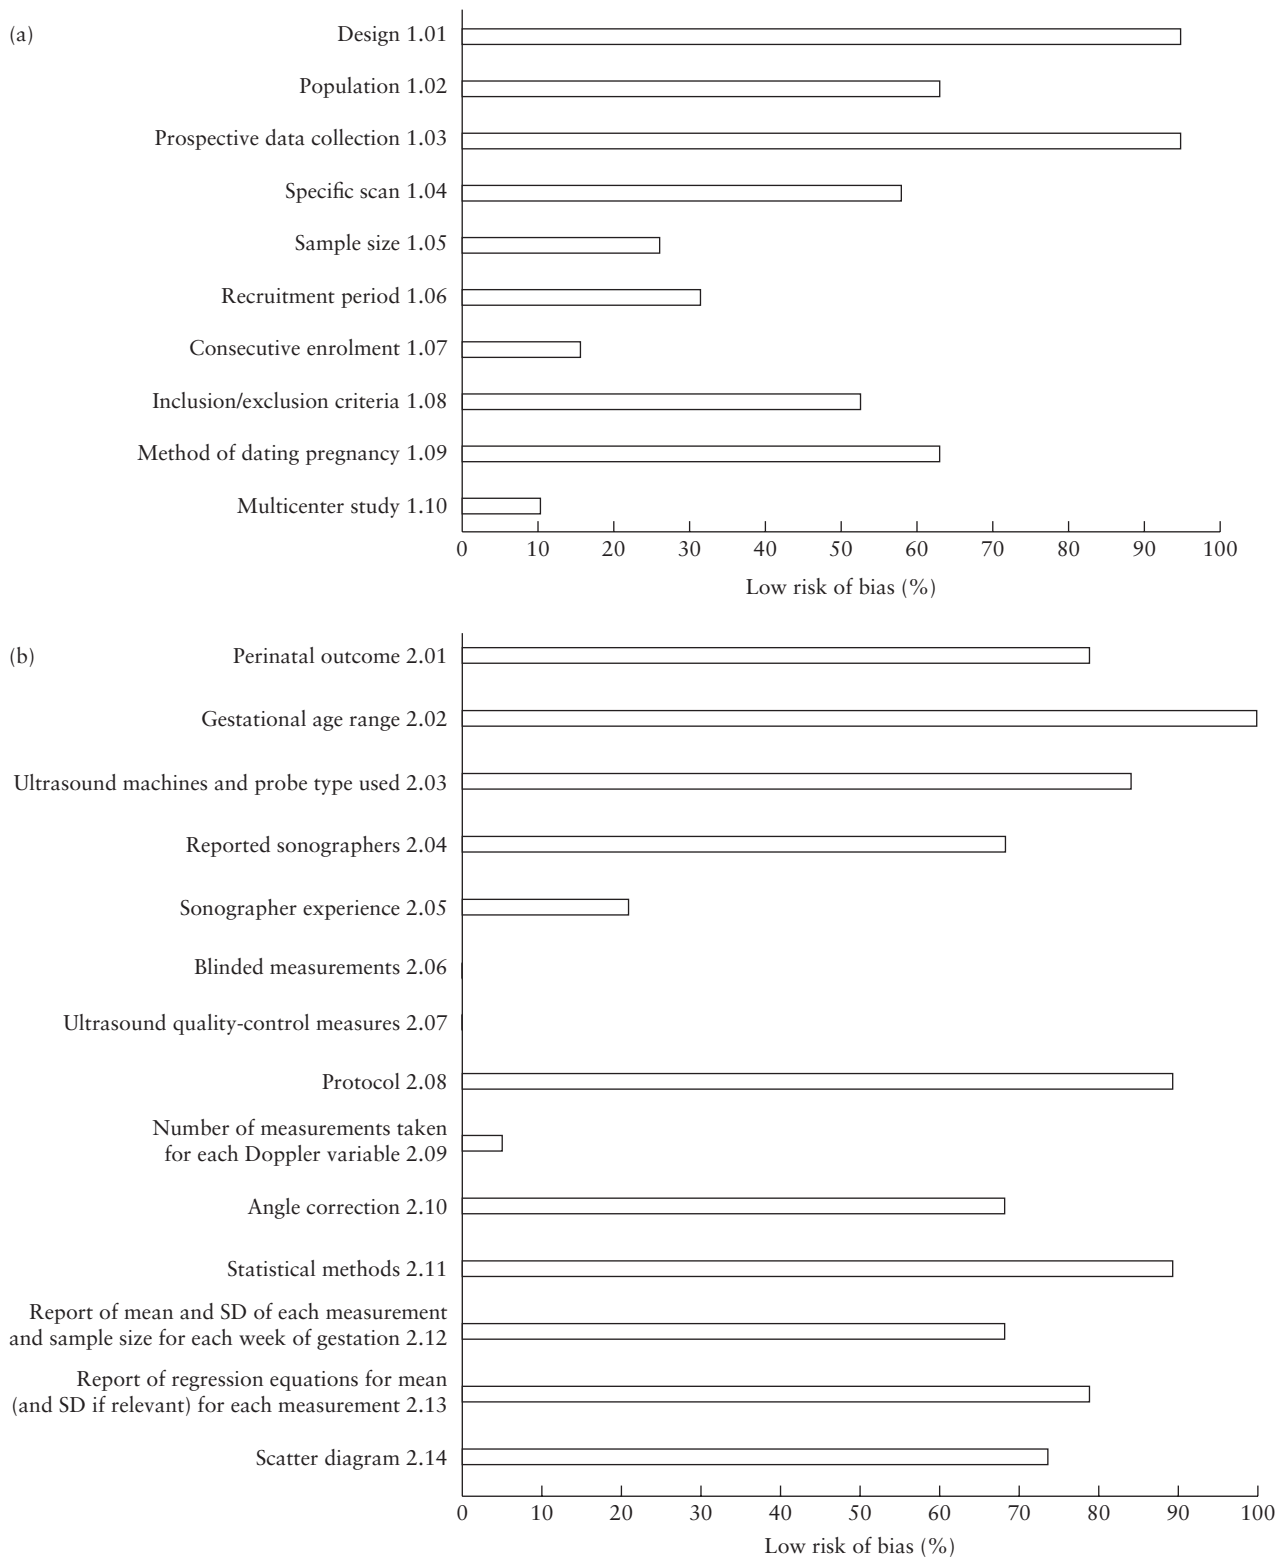 (a)
Design 1.01
Population 1.02
Prospective data collection 1.03
Specific scan 1.04
Sample size 1.05
Recruitment period 1.06
Consecutive enrolment 1.07
Inclusion/exclusion criteria 1.08
Method of dating pregnancy 1.09
Multicenter study 1.10
0 10 20 30 40 50 60 70 80 90 100
Low risk of bias (%)
(b)
Perinatal outcome 2.01
Gestational age range 2.02
Ultrasound machines and probe type used 2.03
Reported sonographers 2.04
Sonographer experience 2.05
Blinded measurements 2.06
Ultrasound quality-control measures 2.07
Protocol 2.08
Number of measurements taken
for each Doppler variable 2.09
Angle correction 2.10
Statistical methods 2.11
Report of mean and SD of each measurement
and sample size for each week of gestation 2.12
Report of regression equations for mean
(and SD if relevant) for each measurement 2.13
Scatter diagram 2.14
0 10 20 30 40 50 60 70 80 90 100
Low risk of bias (%)